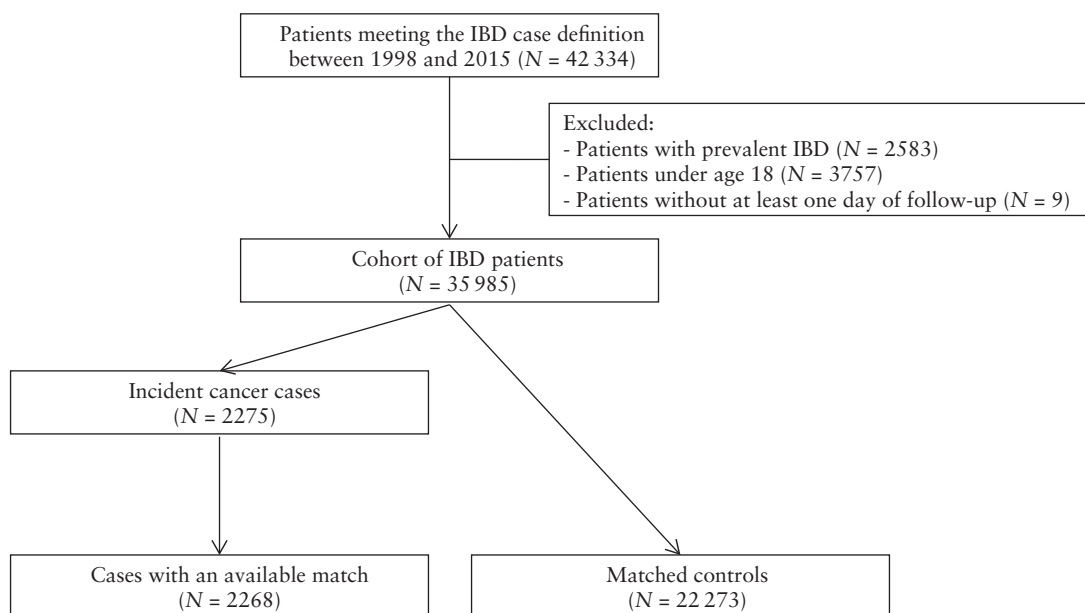 Patients meeting the IBD case definition
between 1998 and 2015 (N = 42 334)
Excluded:
- Patients with prevalent IBD (N = 2583)
- Patients under age 18 (N = 3757)
- Patients without at least one day of follow-up (N = 9)
Cohort of IBD patients
(N = 35 985)
Incident cancer cases
(N = 2275)
Cases with an available match
(N = 2268)
Matched controls
(N = 22 273)